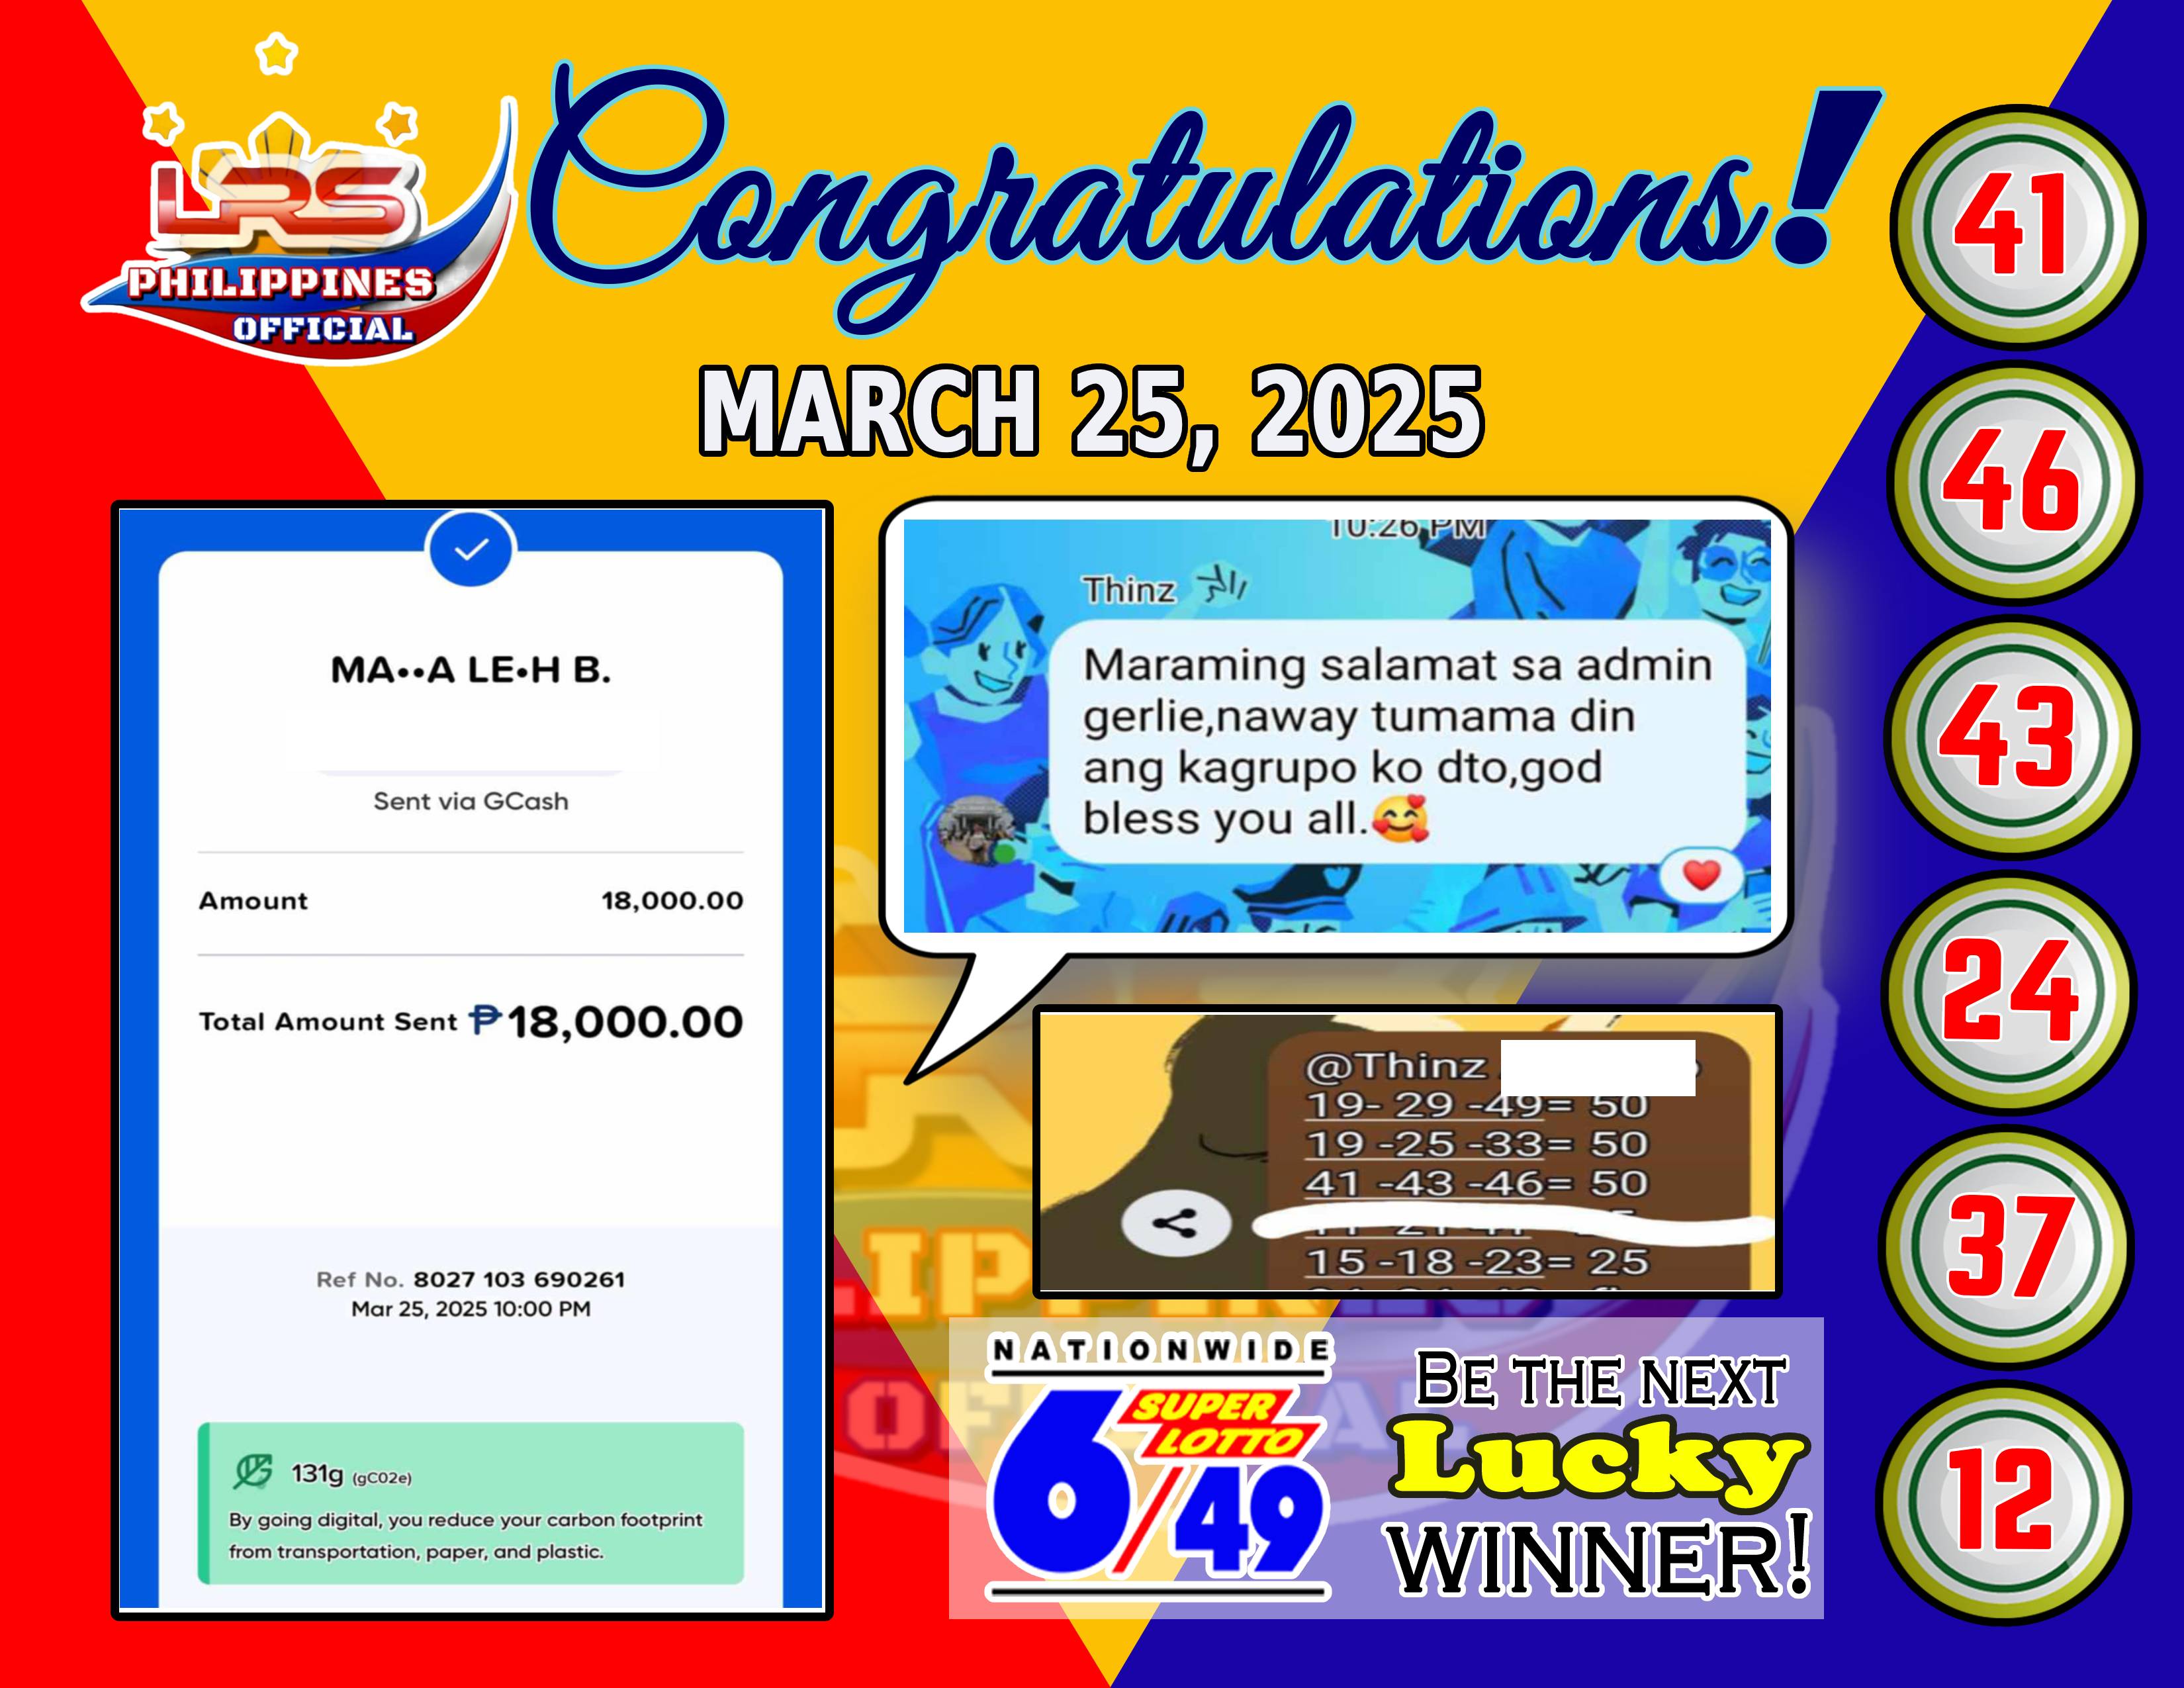 LRS
PHILIPPINES
OFFICIAL
Congratulations!
MARCH 25, 2025
MA••A LE•H B.
Sent via GCash
Amount 18,000.00
Total Amount Sent ₱18,000.00
Ref No. 8027 103 690261
Mar 25, 2025 10:00 PM
131g (gCO2e)
By going digital, you reduce your carbon footprint
from transportation, paper, and plastic.
10:26 PM
Thinz
Maraming salamat sa admin
gerlie,naway tumama din
ang kagrupo ko dto,god
bless you all.🥰
@Thinz
19- 29 -49= 50
19 -25 -33= 50
41 -43 -46= 50
15 -18 -23= 25
NATIONWIDE
SUPER
LOTTO
6/49
BE THE NEXT
Lucky
WINNER!
41
46
43
24
37
12